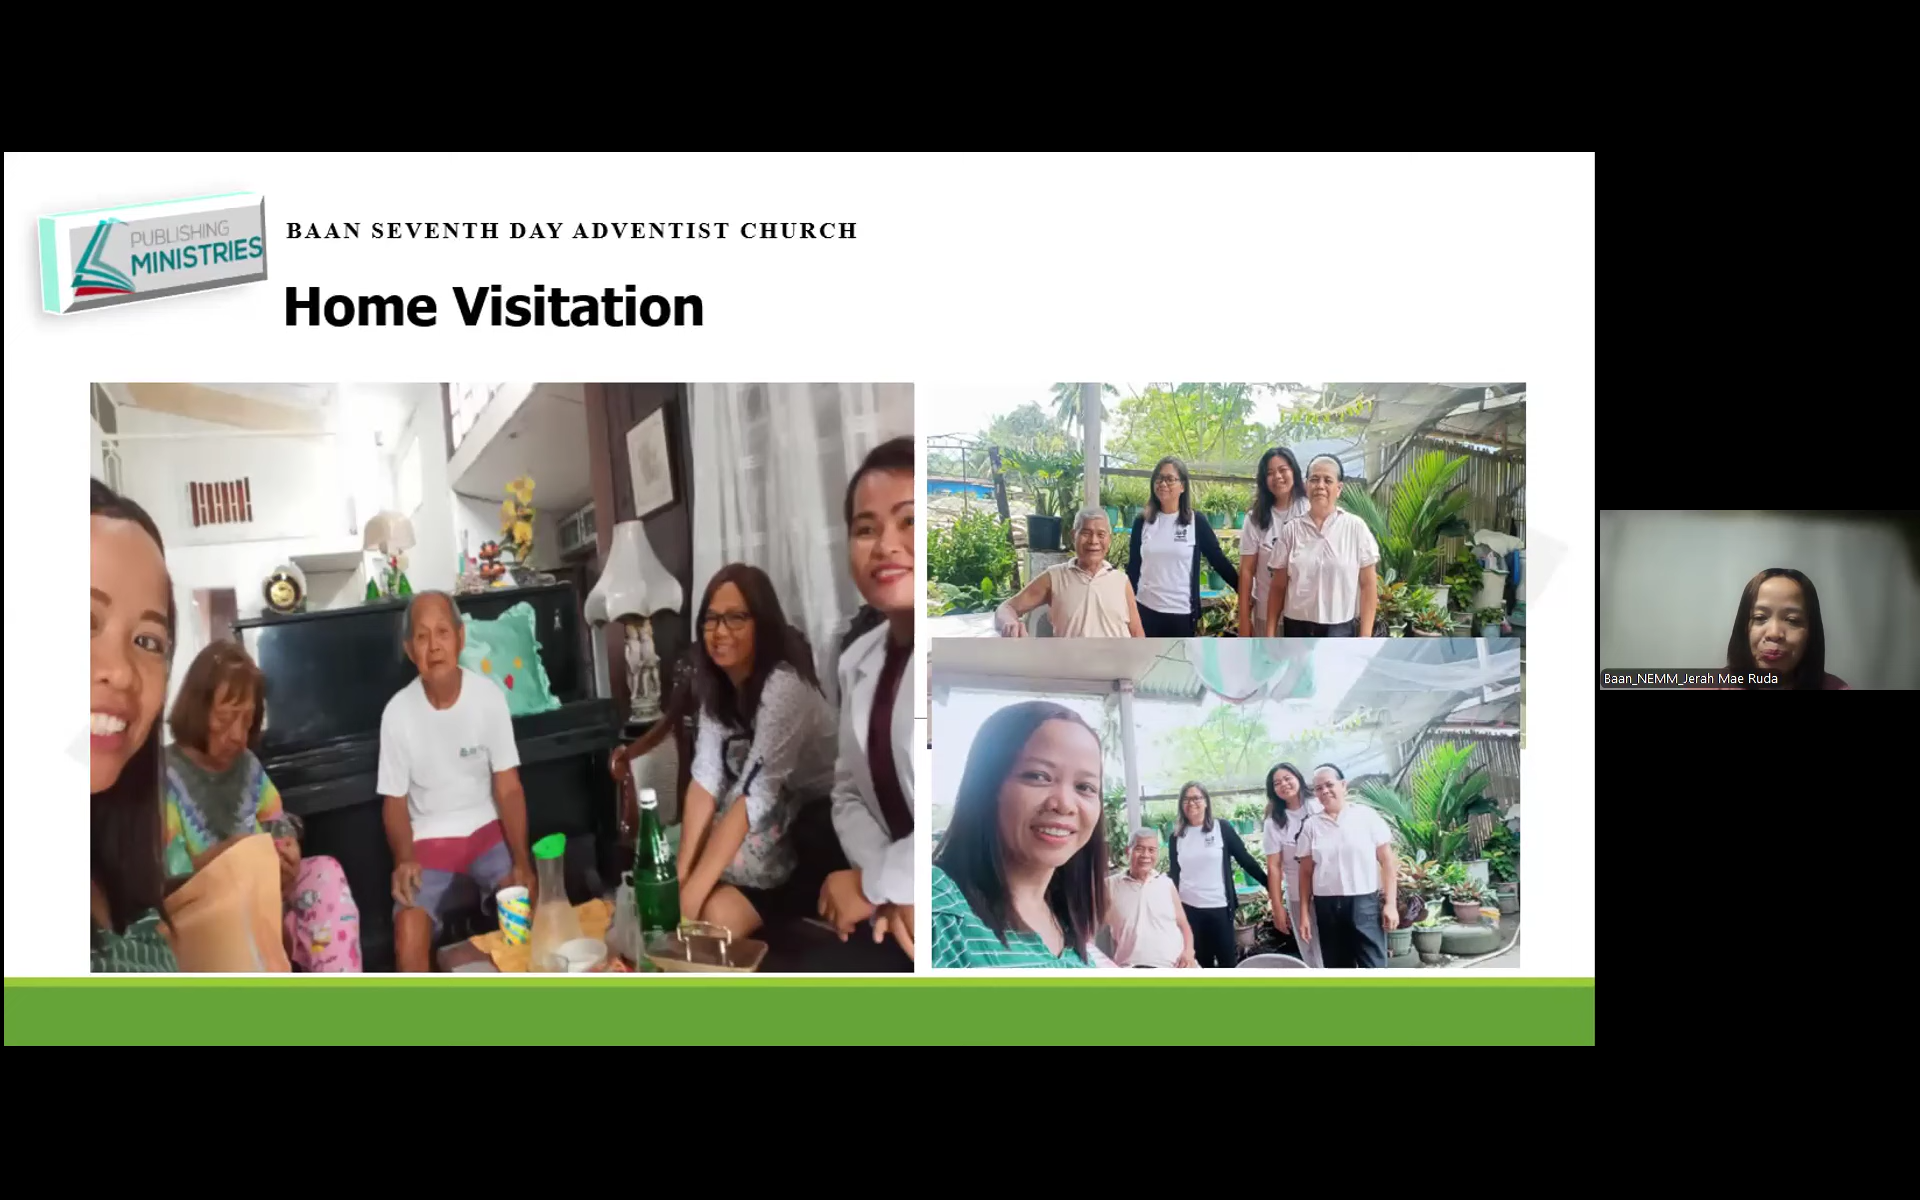 PUBLISHING
MINISTRIES
BAAN SEVENTH DAY ADVENTIST CHURCH
Home Visitation
Baan_NEMM_Jerah Mae Ruda